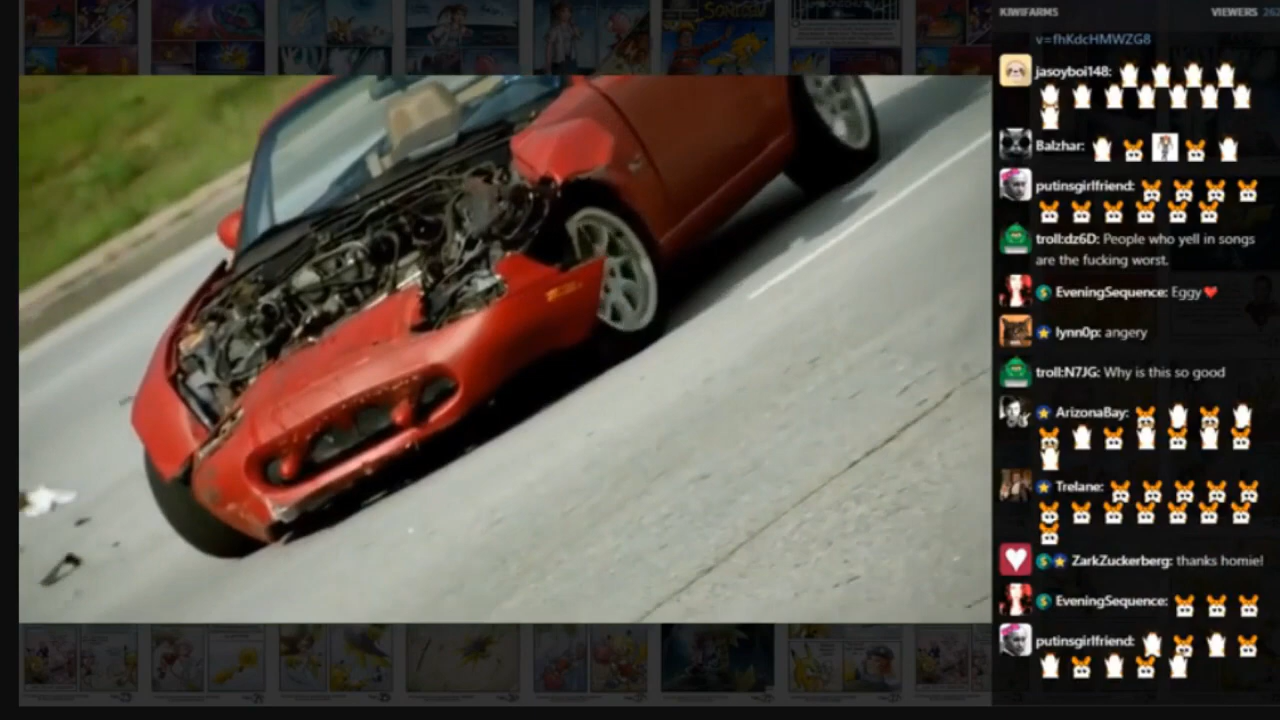 KIWIFARMS
VIEWERS
v=fhKdcHMWZG8
jasoyboi148:
Balzhar:
putinsgirlfriend:
troll:dz6D: People who yell in songs
are the fucking worst.
EveningSequence: Eggy
lynn0p: angery
troll:N7JG: Why is this so good
ArizonaBay:
Trelane:
ZarkZuckerberg: thanks homie!
EveningSequence:
putinsgirlfriend: